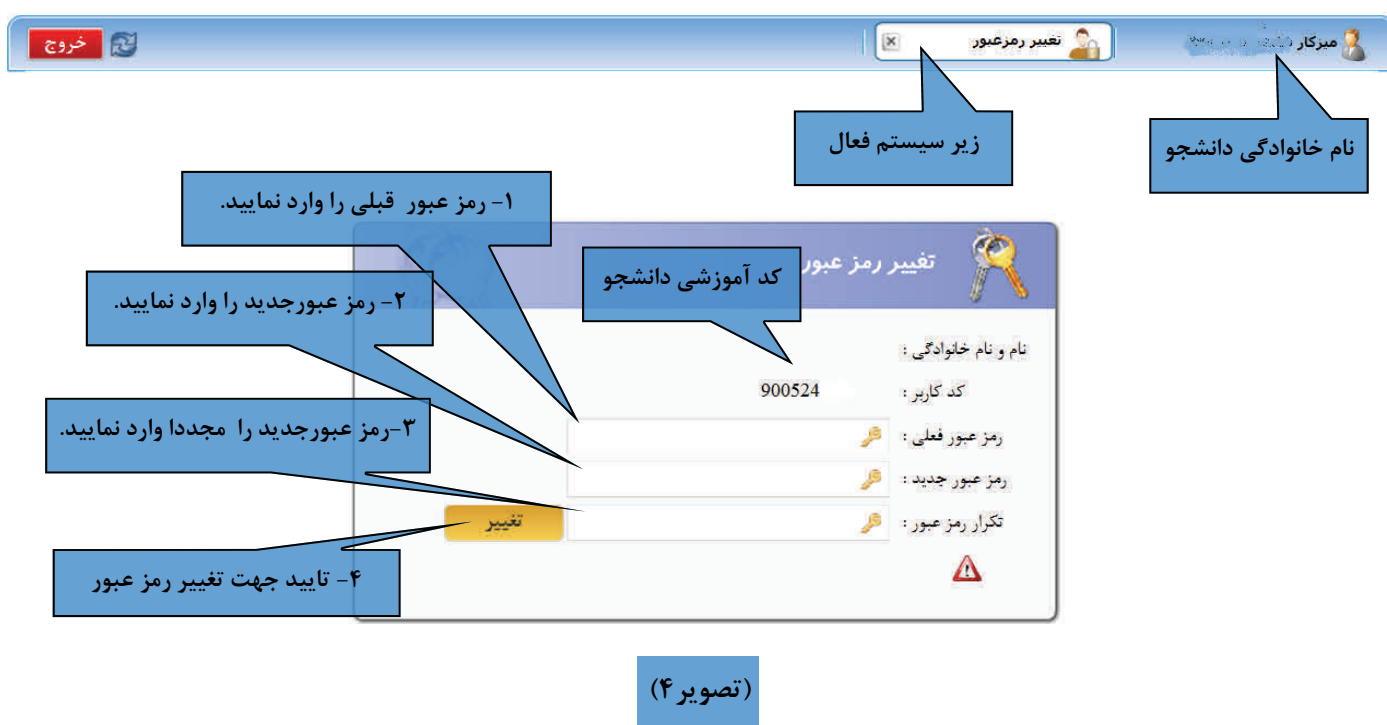 میزکار
تغییر رمزعبور
خروج
نام خانوادگی دانشجو
زیر سیستم فعال
۱- رمز عبور قبلی را وارد نمایید.
تغییر رمز عبور
کد آموزشی دانشجو
۲- رمز عبورجدید را وارد نمایید.
نام و نام خانوادگی :
کد کاربر : 900524
رمز عبور فعلی :
۳-رمز عبورجدید را مجددا وارد نمایید.
رمز عبور جدید :
تکرار رمز عبور :
تغییر
۴- تایید جهت تغییر رمز عبور
(تصویر۴)